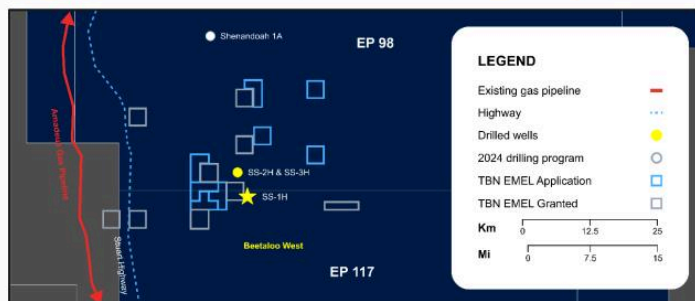 Shenandoah 1A
EP 98
Amadeus Gas Pipeline
SS-2H & SS-3H
SS-1H
Stuart Highway
Beetaloo West
EP 117
LEGEND
Existing gas pipeline
Highway
Drilled wells
2024 drilling program
TBN EMEL Application
TBN EMEL Granted
Km
0 12.5 25
Mi
0 7.5 15